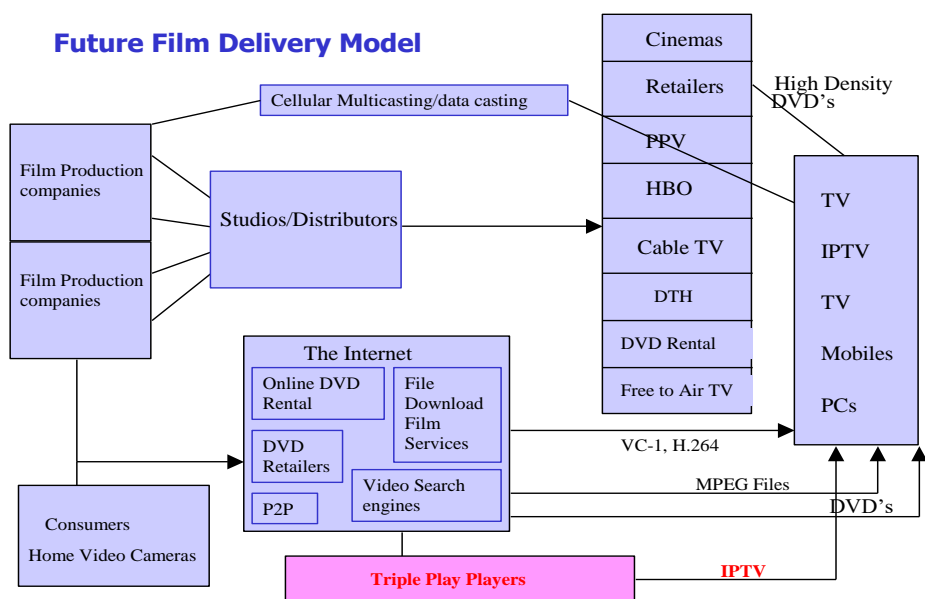 Future Film Delivery Model
Cinemas
Retailers
PPV
HBO
Cable TV
DTH
DVD Rental
Free to Air TV
High Density
DVD's
Cellular Multicasting/data casting
Film Production
companies
Film Production
companies
Studios/Distributors
TV
IPTV
TV
Mobiles
PCs
The Internet
Online DVD
Rental
File
Download
Film
Services
DVD
Retailers
P2P
Video Search
engines
VC-1, H.264
MPEG Files
DVD's
Consumers
Home Video Cameras
Triple Play Players
IPTV